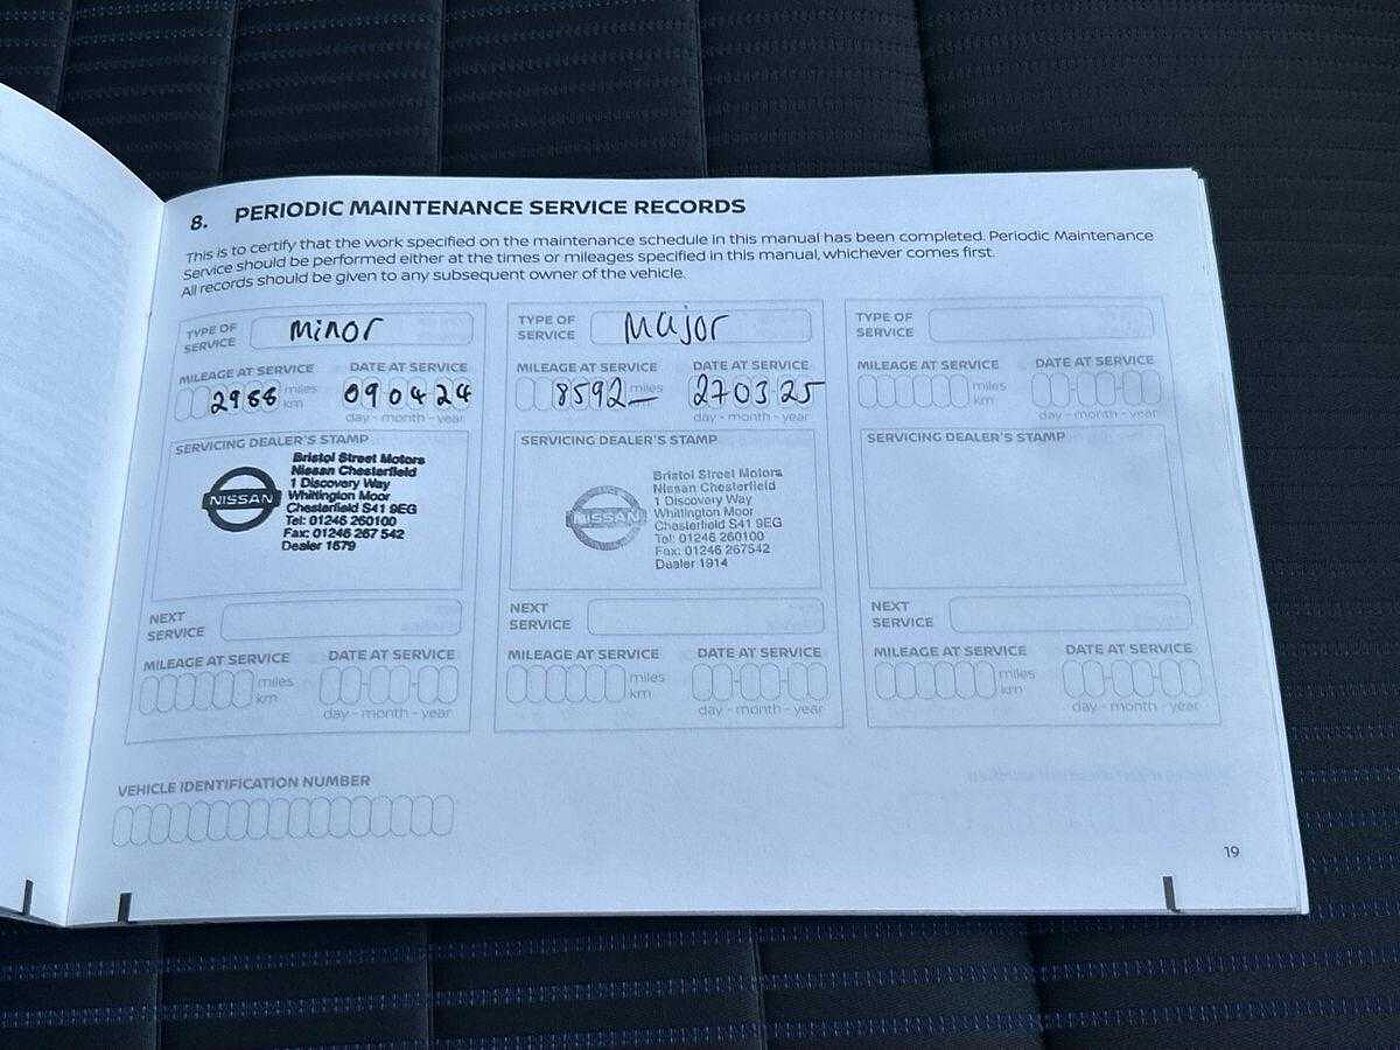 8. PERIODIC MAINTENANCE SERVICE RECORDS
This is to certify that the work specified on the maintenance schedule in this manual has been completed. Periodic Maintenance
Service should be performed either at the times or mileages specified in this manual, whichever comes first.
All records should be given to any subsequent owner of the vehicle.
TYPE OF
SERVICE
Minor
MILEAGE AT SERVICE
DATE AT SERVICE
2988 miles
km
090424
day - month - year
SERVICING DEALER'S STAMP
NISSAN
Bristol Street Motors
Nissan Chesterfield
1 Discovery Way
Whittington Moor
Chesterfield S41 9EG
Tel: 01246 260100
Fax: 01246 267 542
Dealer 1679
NEXT
SERVICE
MILEAGE AT SERVICE
DATE AT SERVICE
miles
km
day - month - year
TYPE OF
SERVICE
Major
MILEAGE AT SERVICE
DATE AT SERVICE
8592 miles
270325
day - month - year
SERVICING DEALER'S STAMP
NISSAN
Bristol Street Motors
Nissan Chesterfield
1 Discovery Way
Whittington Moor
Chesterfield S41 9EG
Tel: 01246 260100
Fax: 01246 267542
Dealer 1914
NEXT
SERVICE
MILEAGE AT SERVICE
DATE AT SERVICE
miles
km
day - month - year
TYPE OF
SERVICE
MILEAGE AT SERVICE
DATE AT SERVICE
miles
km
day - month - year
SERVICING DEALER'S STAMP
NEXT
SERVICE
MILEAGE AT SERVICE
DATE AT SERVICE
miles
km
day - month - year
VEHICLE IDENTIFICATION NUMBER
19